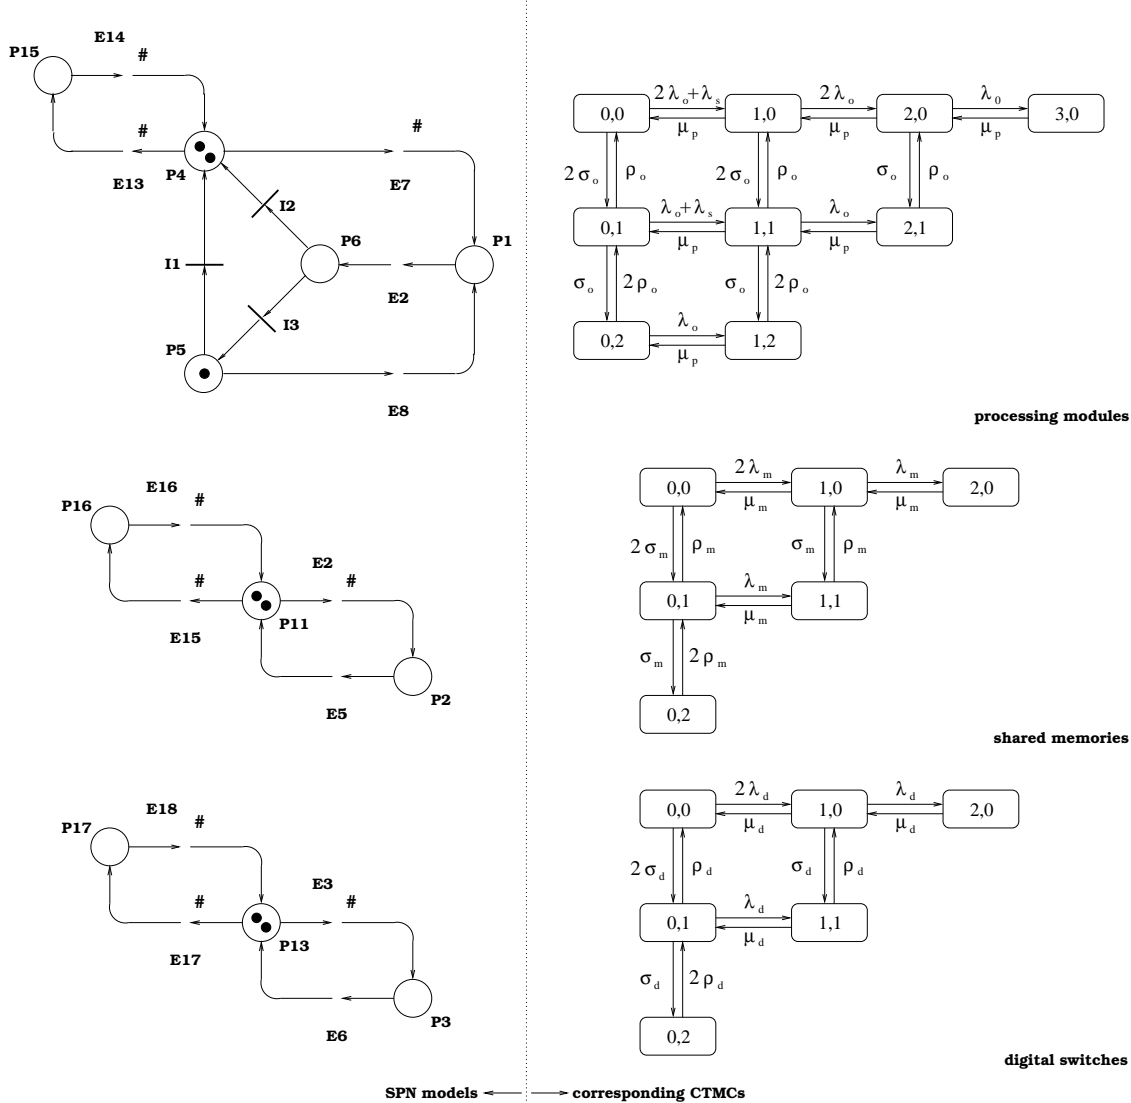 E14
#
P15
#
P4
E13
#
E7
I2
P6
P1
I1
E2
I3
P5
E8
2 λo+λs
μp
2 λo
μp
λ0
μp
0,0
1,0
2,0
3,0
2 σo
ρo
2 σo
ρo
σo
ρo
λo+λs
μp
λo
μp
0,1
1,1
2,1
σo
2 ρo
σo
2 ρo
λo
μp
0,2
1,2
processing modules
E16
#
P16
#
E2
#
P11
E15
P2
E5
2 λm
μm
λm
μm
0,0
1,0
2,0
2 σm
ρm
σm
ρm
λm
μm
0,1
1,1
σm
2 ρm
0,2
shared memories
E18
#
P17
#
E3
#
P13
E17
P3
E6
2 λd
μd
λd
μd
0,0
1,0
2,0
2 σd
ρd
σd
ρd
λd
μd
0,1
1,1
σd
2 ρd
0,2
digital switches
SPN models
corresponding CTMCs